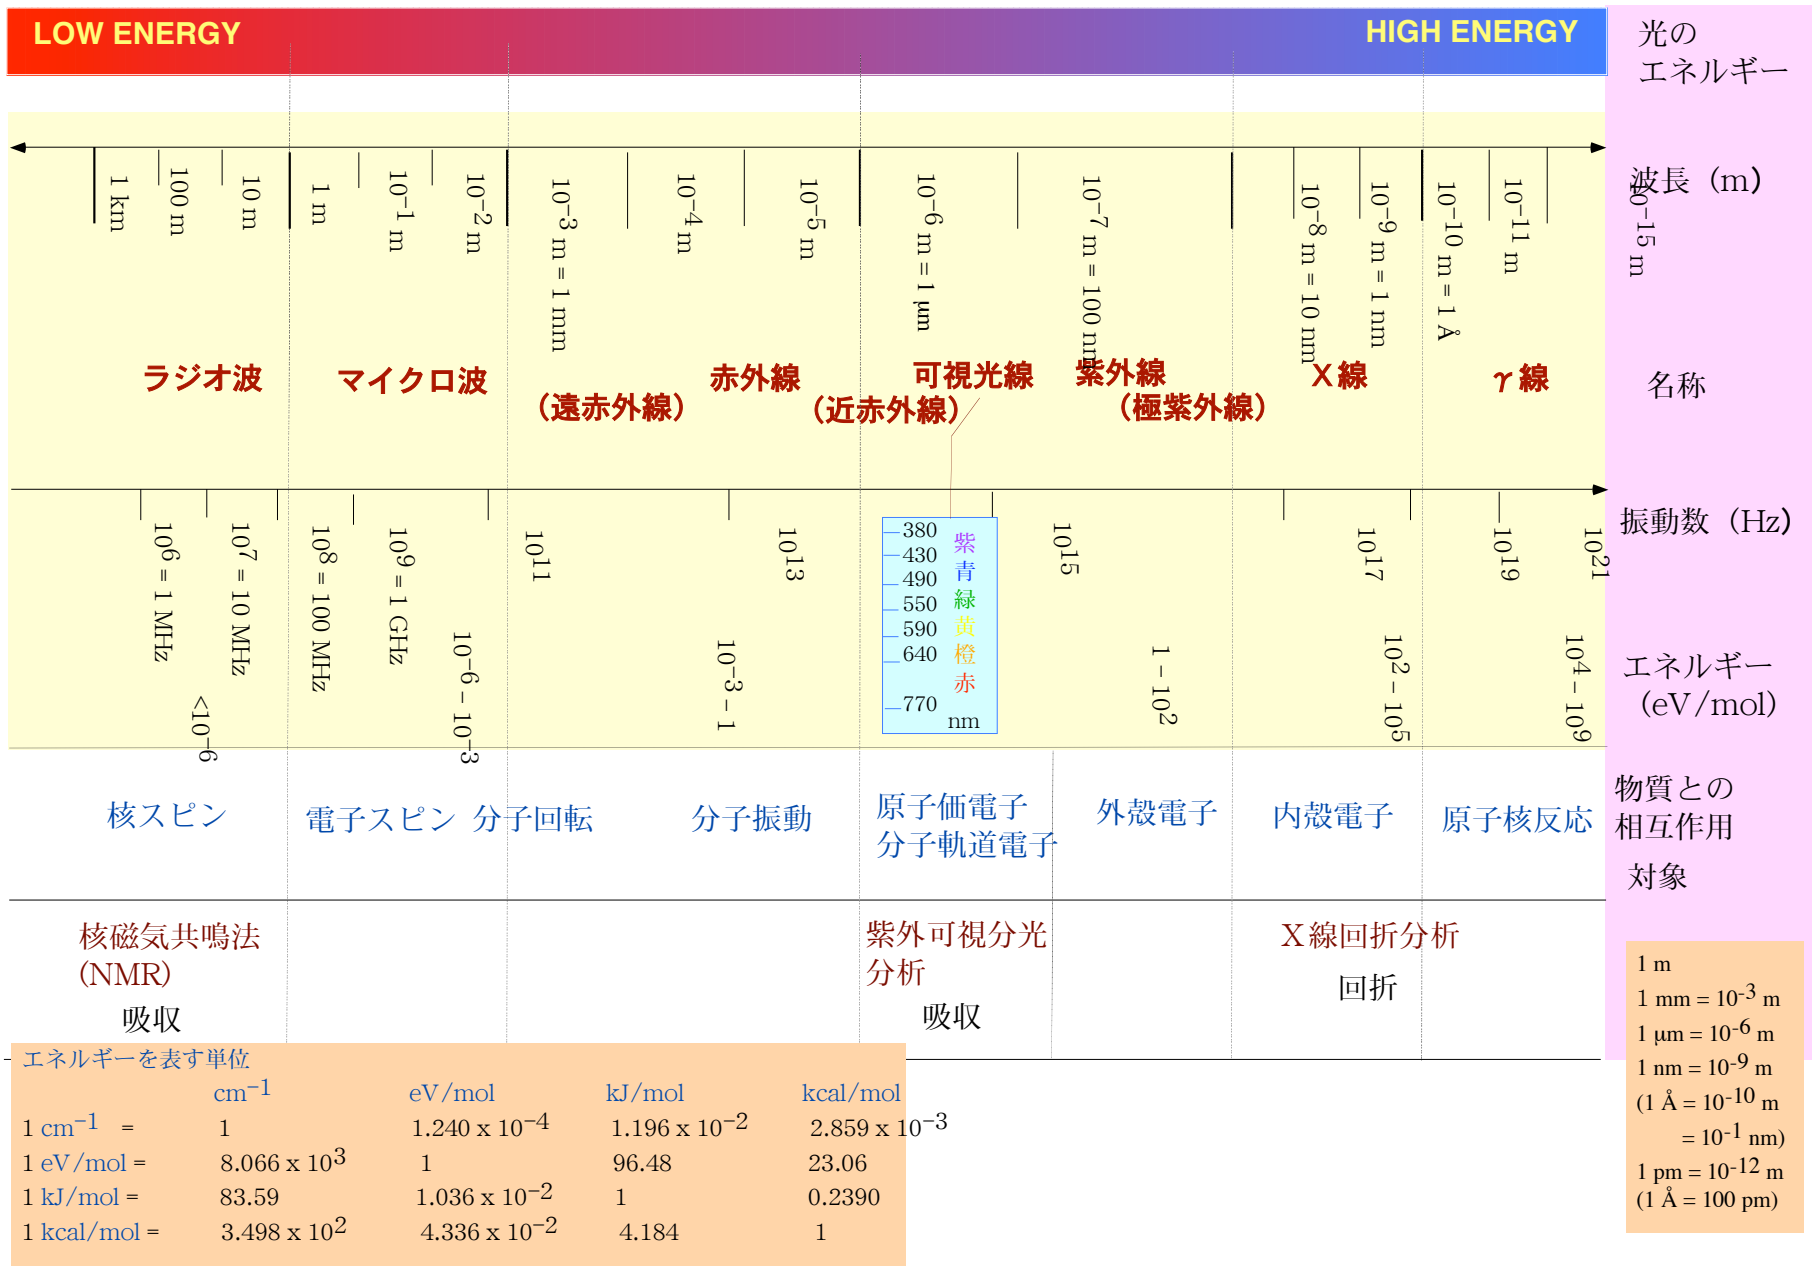 LOW ENERGY
HIGH ENERGY
光の
エネルギー
1 km
100 m
10 m
1 m
10⁻¹ m
10⁻² m
10⁻³ m = 1 mm
10⁻⁴ m
10⁻⁵ m
10⁻⁶ m = 1 μm
10⁻⁷ m = 100 nm
10⁻⁸ m = 10 nm
10⁻⁹ m = 1 nm
10⁻¹⁰ m = 1 Å
10⁻¹¹ m
10⁻¹⁵ m
波長（m）
ラジオ波
マイクロ波
（遠赤外線）
赤外線
（近赤外線）
可視光線
紫外線
（極紫外線）
X線
γ線
名称
10⁶ = 1 MHz
10⁷ = 10 MHz
10⁸ = 100 MHz
10⁹ = 1 GHz
10¹¹
10¹³
10¹⁵
10¹⁷
10¹⁹
10²¹
振動数（Hz）
380 紫
430 青
490 緑
550 黄
590 橙
640 赤
770
nm
<10⁻⁶
10⁻⁶ – 10⁻³
10⁻³ – 1
1 – 10²
10² – 10⁵
10⁴ – 10⁹
エネルギー
（eV/mol）
核スピン
電子スピン
分子回転
分子振動
原子価電子
分子軌道電子
外殻電子
内殻電子
原子核反応
物質との
相互作用
対象
核磁気共鳴法
(NMR)
吸収
紫外可視分光
分析
吸収
X線回折分析
回折
1 m
1 mm = 10⁻³ m
1 μm = 10⁻⁶ m
1 nm = 10⁻⁹ m
(1 Å = 10⁻¹⁰ m
= 10⁻¹ nm)
1 pm = 10⁻¹² m
(1 Å = 100 pm)
エネルギーを表す単位
cm⁻¹ eV/mol kJ/mol kcal/mol
1 cm⁻¹ = 1 1.240 x 10⁻⁴ 1.196 x 10⁻² 2.859 x 10⁻³
1 eV/mol = 8.066 x 10³ 1 96.48 23.06
1 kJ/mol = 83.59 1.036 x 10⁻² 1 0.2390
1 kcal/mol = 3.498 x 10² 4.336 x 10⁻² 4.184 1